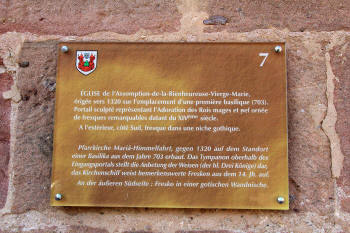 7
ÉGLISE de l'Assomption-de-la-Bienheureuse-Vierge-Marie,
érigée vers 1320 sur l'emplacement d'une première basilique (703).
Portail sculpté représentant l'Adoration des Rois mages et nef ornée
de fresques remarquables datant du XIVème siècle.
A l'extérieur, côté Sud, fresque dans une niche gothique.
Pfarrkirche Mariä-Himmelfahrt, gegen 1320 auf dem Standort
einer Basilika aus dem Jahre 703 erbaut. Das Tympanon oberhalb des
Eingangsportals stellt die Anbetung der Weisen (der hl. Drei Könige) dar,
das Kirchenschiff weist bemerkenswerte Fresken aus dem 14. Jh. auf.
An der äußeren Südseite : Fresko in einer gotischen Wandnische.